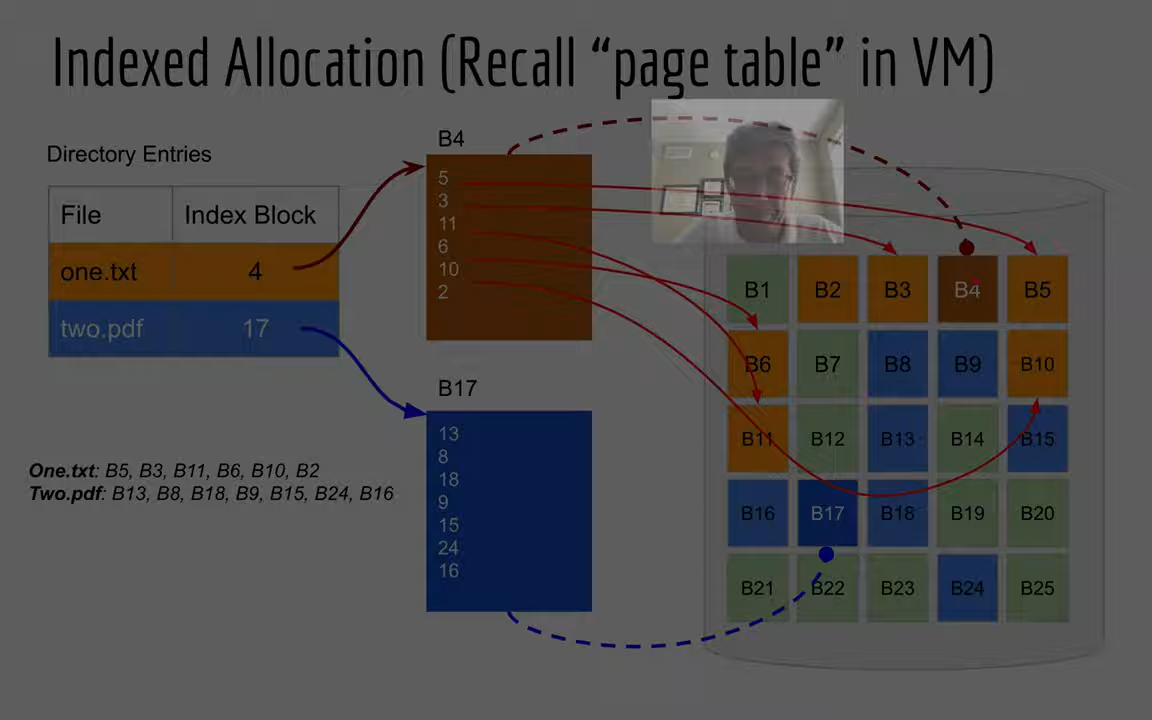 Indexed Allocation (Recall “page table” in VM)
Directory Entries
File Index Block
one.txt 4
two.pdf 17
One.txt: B5, B3, B11, B6, B10, B2
Two.pdf: B13, B8, B18, B9, B15, B24, B16
B4
5
3
11
6
10
2
B17
13
8
18
9
15
24
16
B1 B2 B3 B4 B5
B6 B7 B8 B9 B10
B11 B12 B13 B14 B15
B16 B17 B18 B19 B20
B21 B22 B23 B24 B25